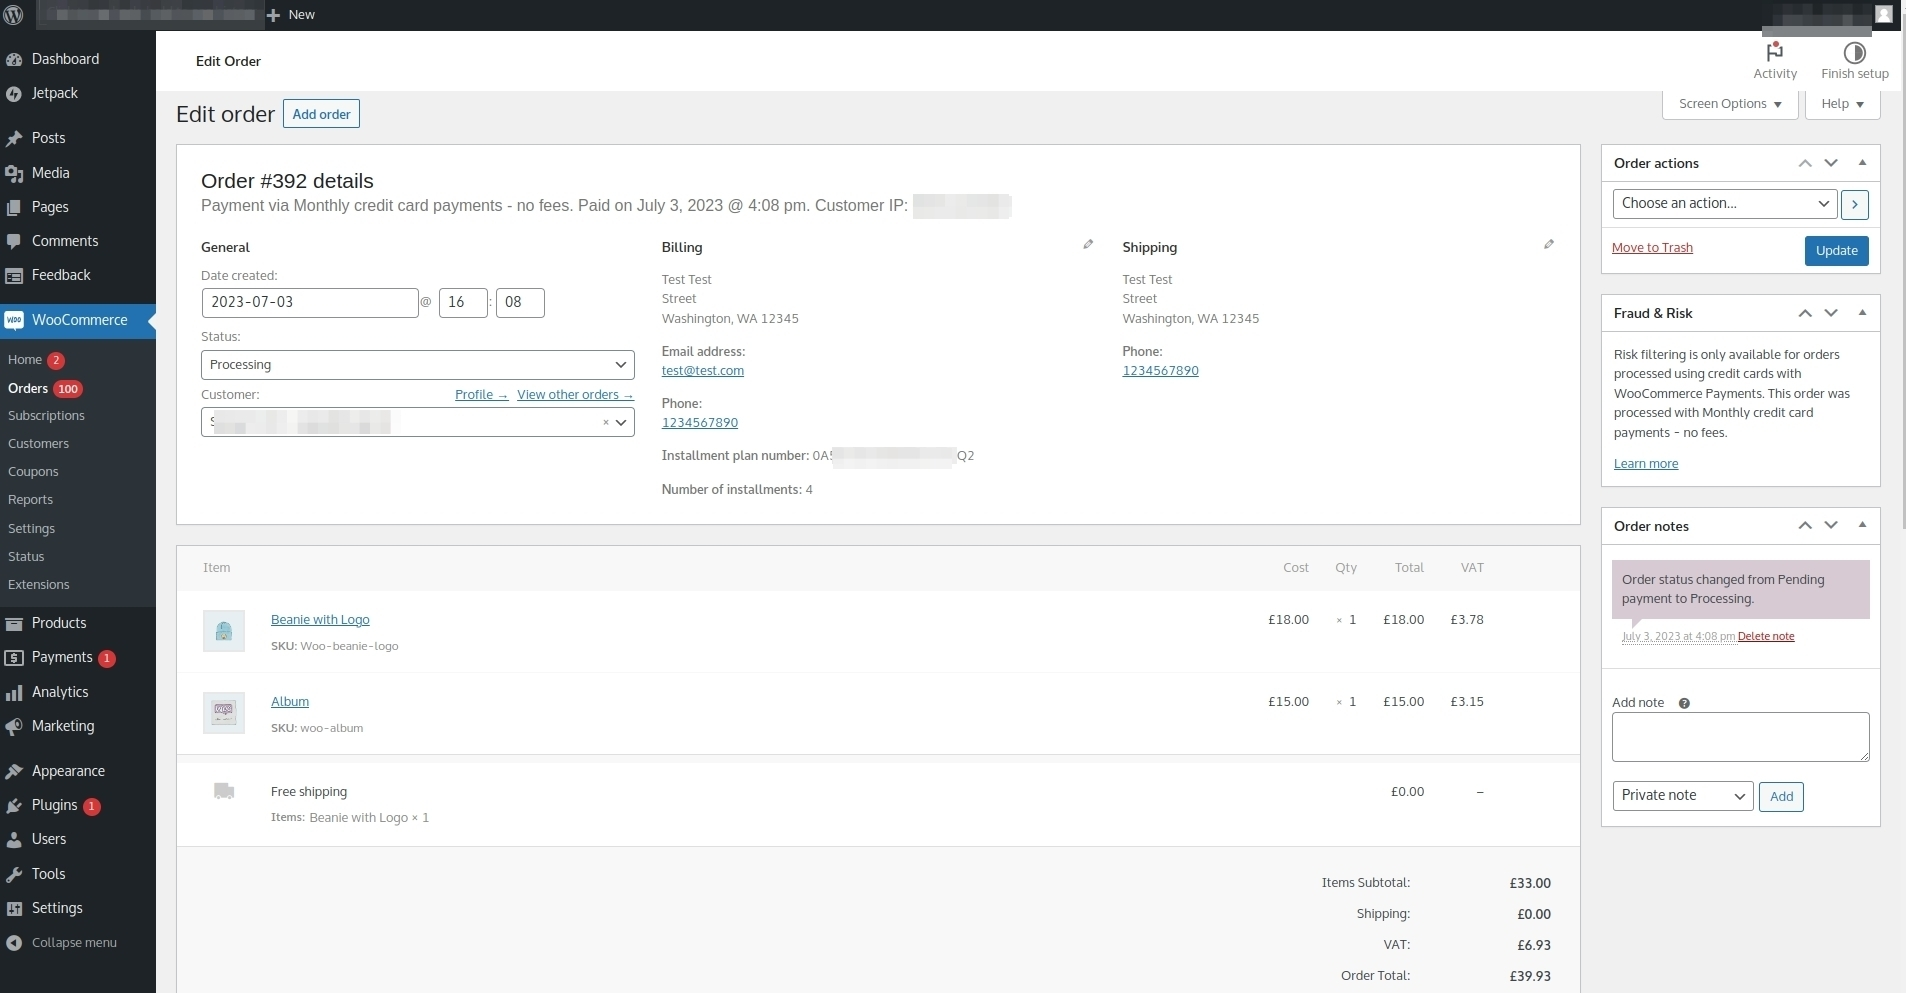 New
Dashboard
Jetpack
Posts
Media
Pages
Comments
Feedback
WooCommerce
Home 2
Orders 100
Subscriptions
Customers
Coupons
Reports
Settings
Status
Extensions
Products
Payments 1
Analytics
Marketing
Appearance
Plugins 1
Users
Tools
Settings
Collapse menu
Edit Order
Activity
Finish setup
Screen Options
Help
Edit order
Add order
Order #392 details
Payment via Monthly credit card payments - no fees. Paid on July 3, 2023 @ 4:08 pm. Customer IP:
General
Date created:
2023-07-03 @ 16 : 08
Status:
Processing
Customer: Profile → View other orders →
×
Billing
Test Test
Street
Washington, WA 12345
Email address:
test@test.com
Phone:
1234567890
Installment plan number: 0A5 Q2
Number of installments: 4
Shipping
Test Test
Street
Washington, WA 12345
Phone:
1234567890
Item Cost Qty Total VAT
Beanie with Logo £18.00 × 1 £18.00 £3.78
SKU: Woo-beanie-logo
Album £15.00 × 1 £15.00 £3.15
SKU: woo-album
Free shipping £0.00 –
Items: Beanie with Logo × 1
Items Subtotal: £33.00
Shipping: £0.00
VAT: £6.93
Order Total: £39.93
Order actions
Choose an action...
Move to Trash
Update
Fraud & Risk
Risk filtering is only available for orders
processed using credit cards with
WooCommerce Payments. This order was
processed with Monthly credit card
payments - no fees.
Learn more
Order notes
Order status changed from Pending
payment to Processing.
July 3, 2023 at 4:08 pm Delete note
Add note
Private note
Add